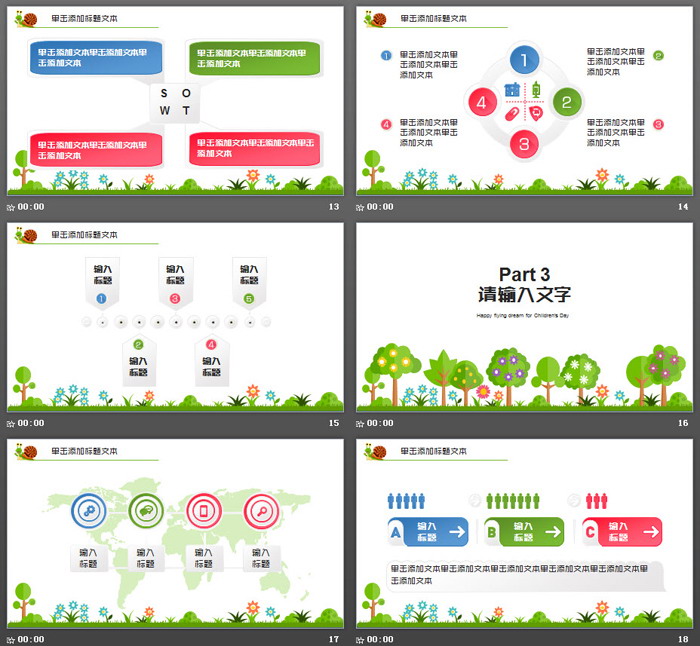 单击添加标题文本
单击添加文本单击添加文本单
击添加文本
单击添加文本单击添加文本单
击添加文本
S O
W T
单击添加文本单击添加文本单
击添加文本
单击添加文本单击添加文本单击
添加文本
00:00
13
单击添加标题文本
1
单击添加文本单
击添加文本单击
添加文本
1
单击添加文本单
击添加文本单击
添加文本
2
4
2
4
单击添加文本单
击添加文本单击
添加文本
3
单击添加文本单
击添加文本单击
添加文本
3
00:00
14
单击添加标题文本
输入
标题
1
输入
标题
3
输入
标题
5
2
输入
标题
4
输入
标题
00:00
15
Part 3
请输入文字
Happy flying dream for Children's Day
00:00
16
单击添加标题文本
输入
标题
输入
标题
输入
标题
输入
标题
00:00
17
单击添加标题文本
A
输入
标题
B
输入
标题
C
输入
标题
单击添加文本单击添加文本单击添加文本单击添加文本单击添加文本单
击添加文本
00:00
18